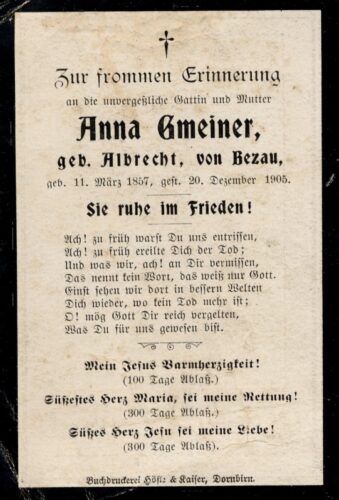 Zur frommen Erinnerung
an die unvergeßliche Gattin und Mutter
Anna Gmeiner,
geb. Albrecht, von Bezau,
geb. 11. März 1857, gest. 20. Dezember 1905.
Sie ruhe im Frieden!
Ach! zu früh warst Du uns entrissen,
Ach! zu früh ereilte Dich der Tod;
Und was wir, ach! an Dir vermissen,
Das nennt kein Wort, das weiß nur Gott.
Einst sehen wir dort in bessern Welten
Dich wieder, wo kein Tod mehr ist;
O! mög Gott Dir reich vergelten,
Was Du für uns gewesen bist.
Mein Jesus Barmherzigkeit!
(100 Tage Ablaß.)
Süßestes Herz Maria, sei meine Rettung!
(300 Tage Ablaß.)
Süßes Herz Jesu sei meine Liebe!
(300 Tage Ablaß).
Buchdruckerei Höfle & Kaiser, Dornbirn.